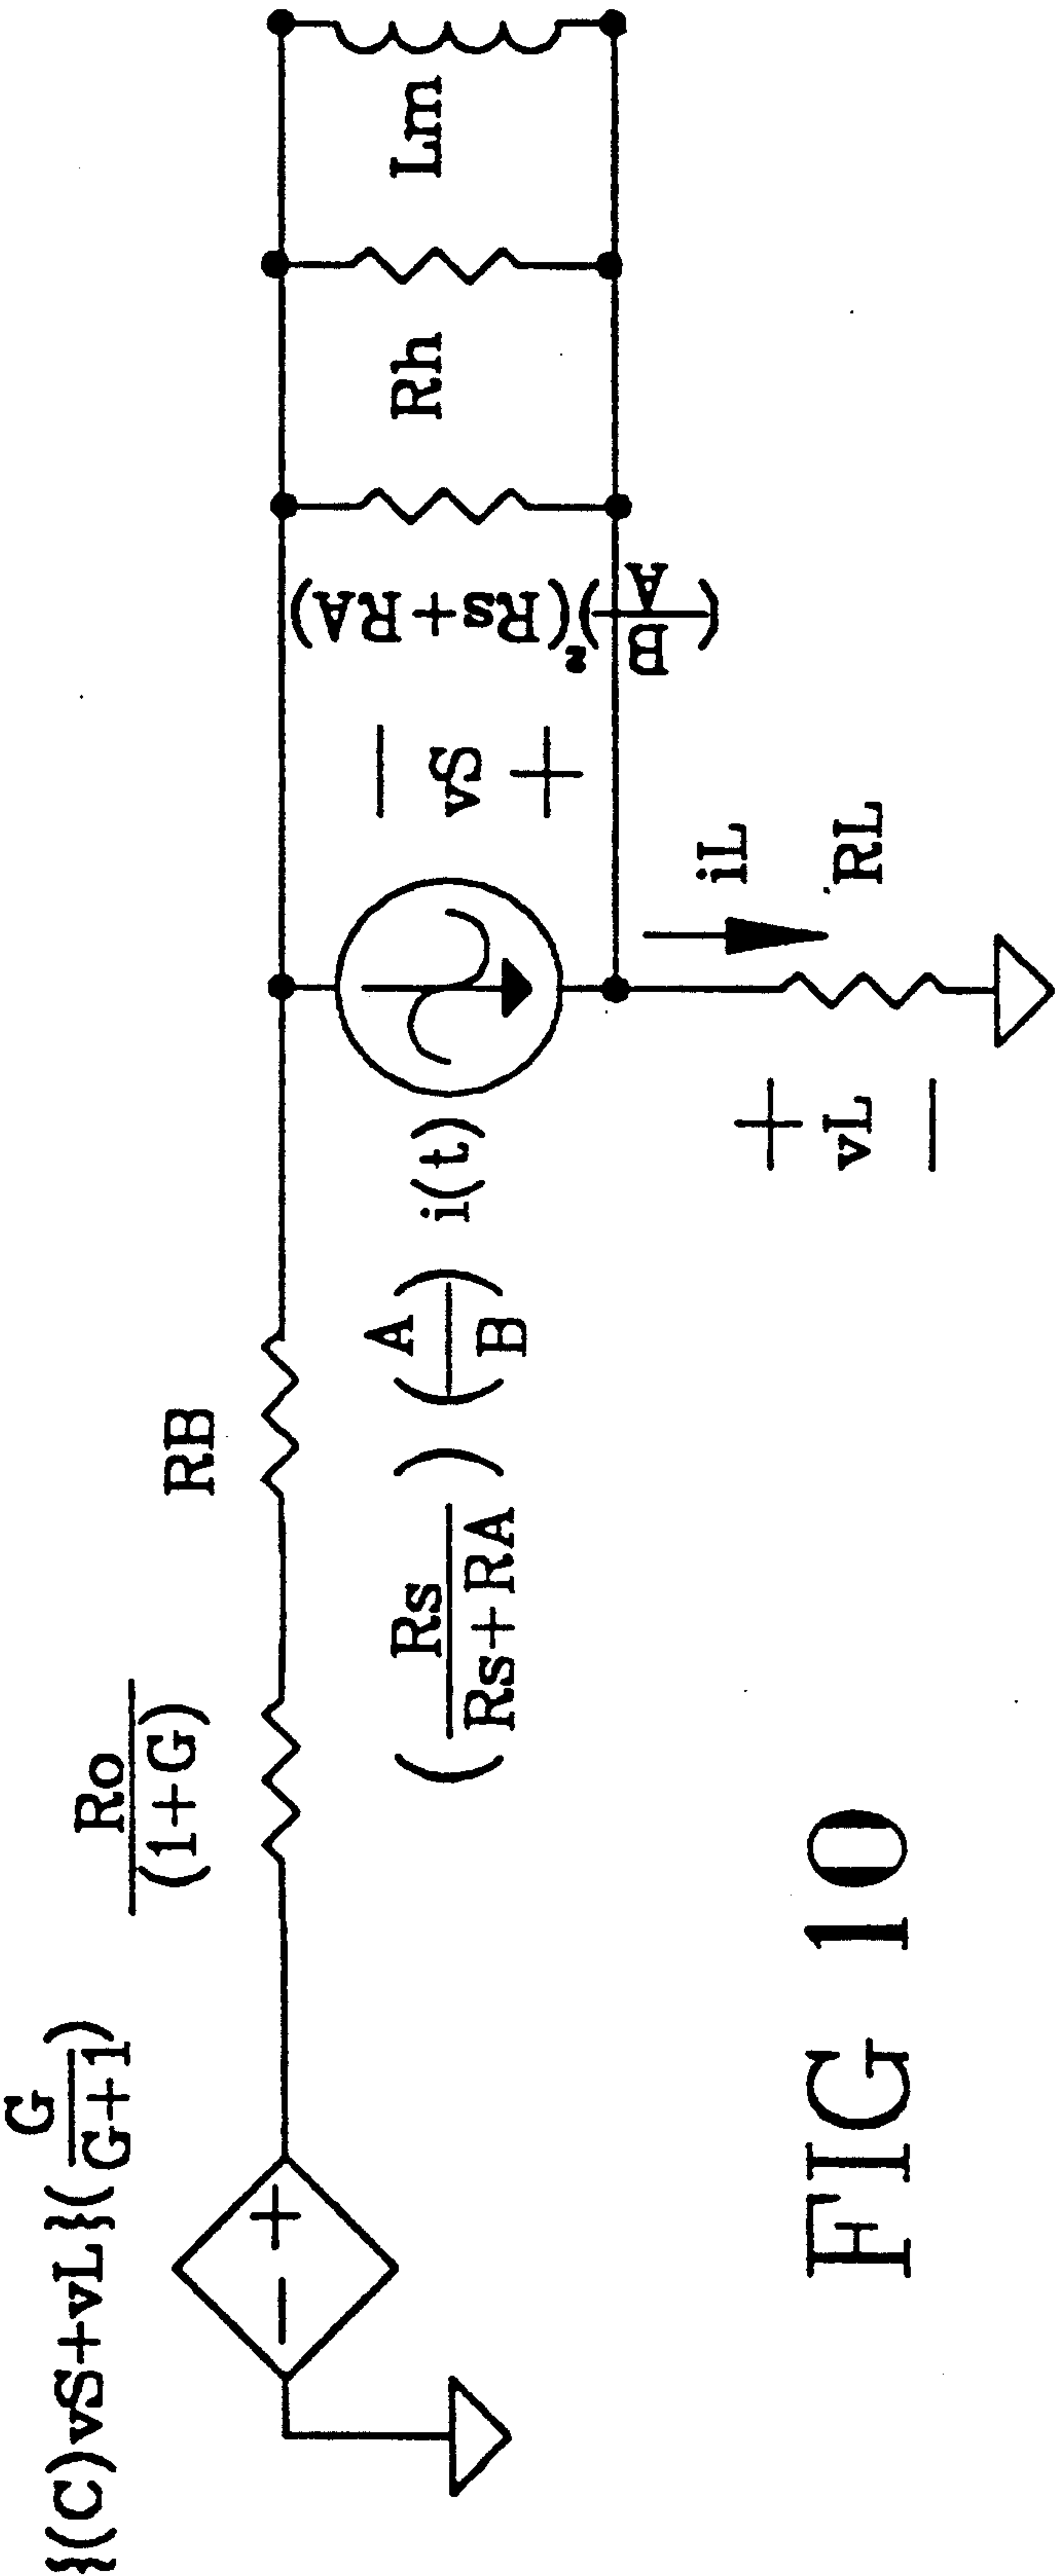 {(C)vS+vL}(G/(G+1))
Ro/(1+G)
RB
(Rs/(Rs+RA)) (A/B) i(t)
− vS +
(B/A)²(Rs+RA)
Rh
Lm
+ vL −
iL
RL
FIG 10